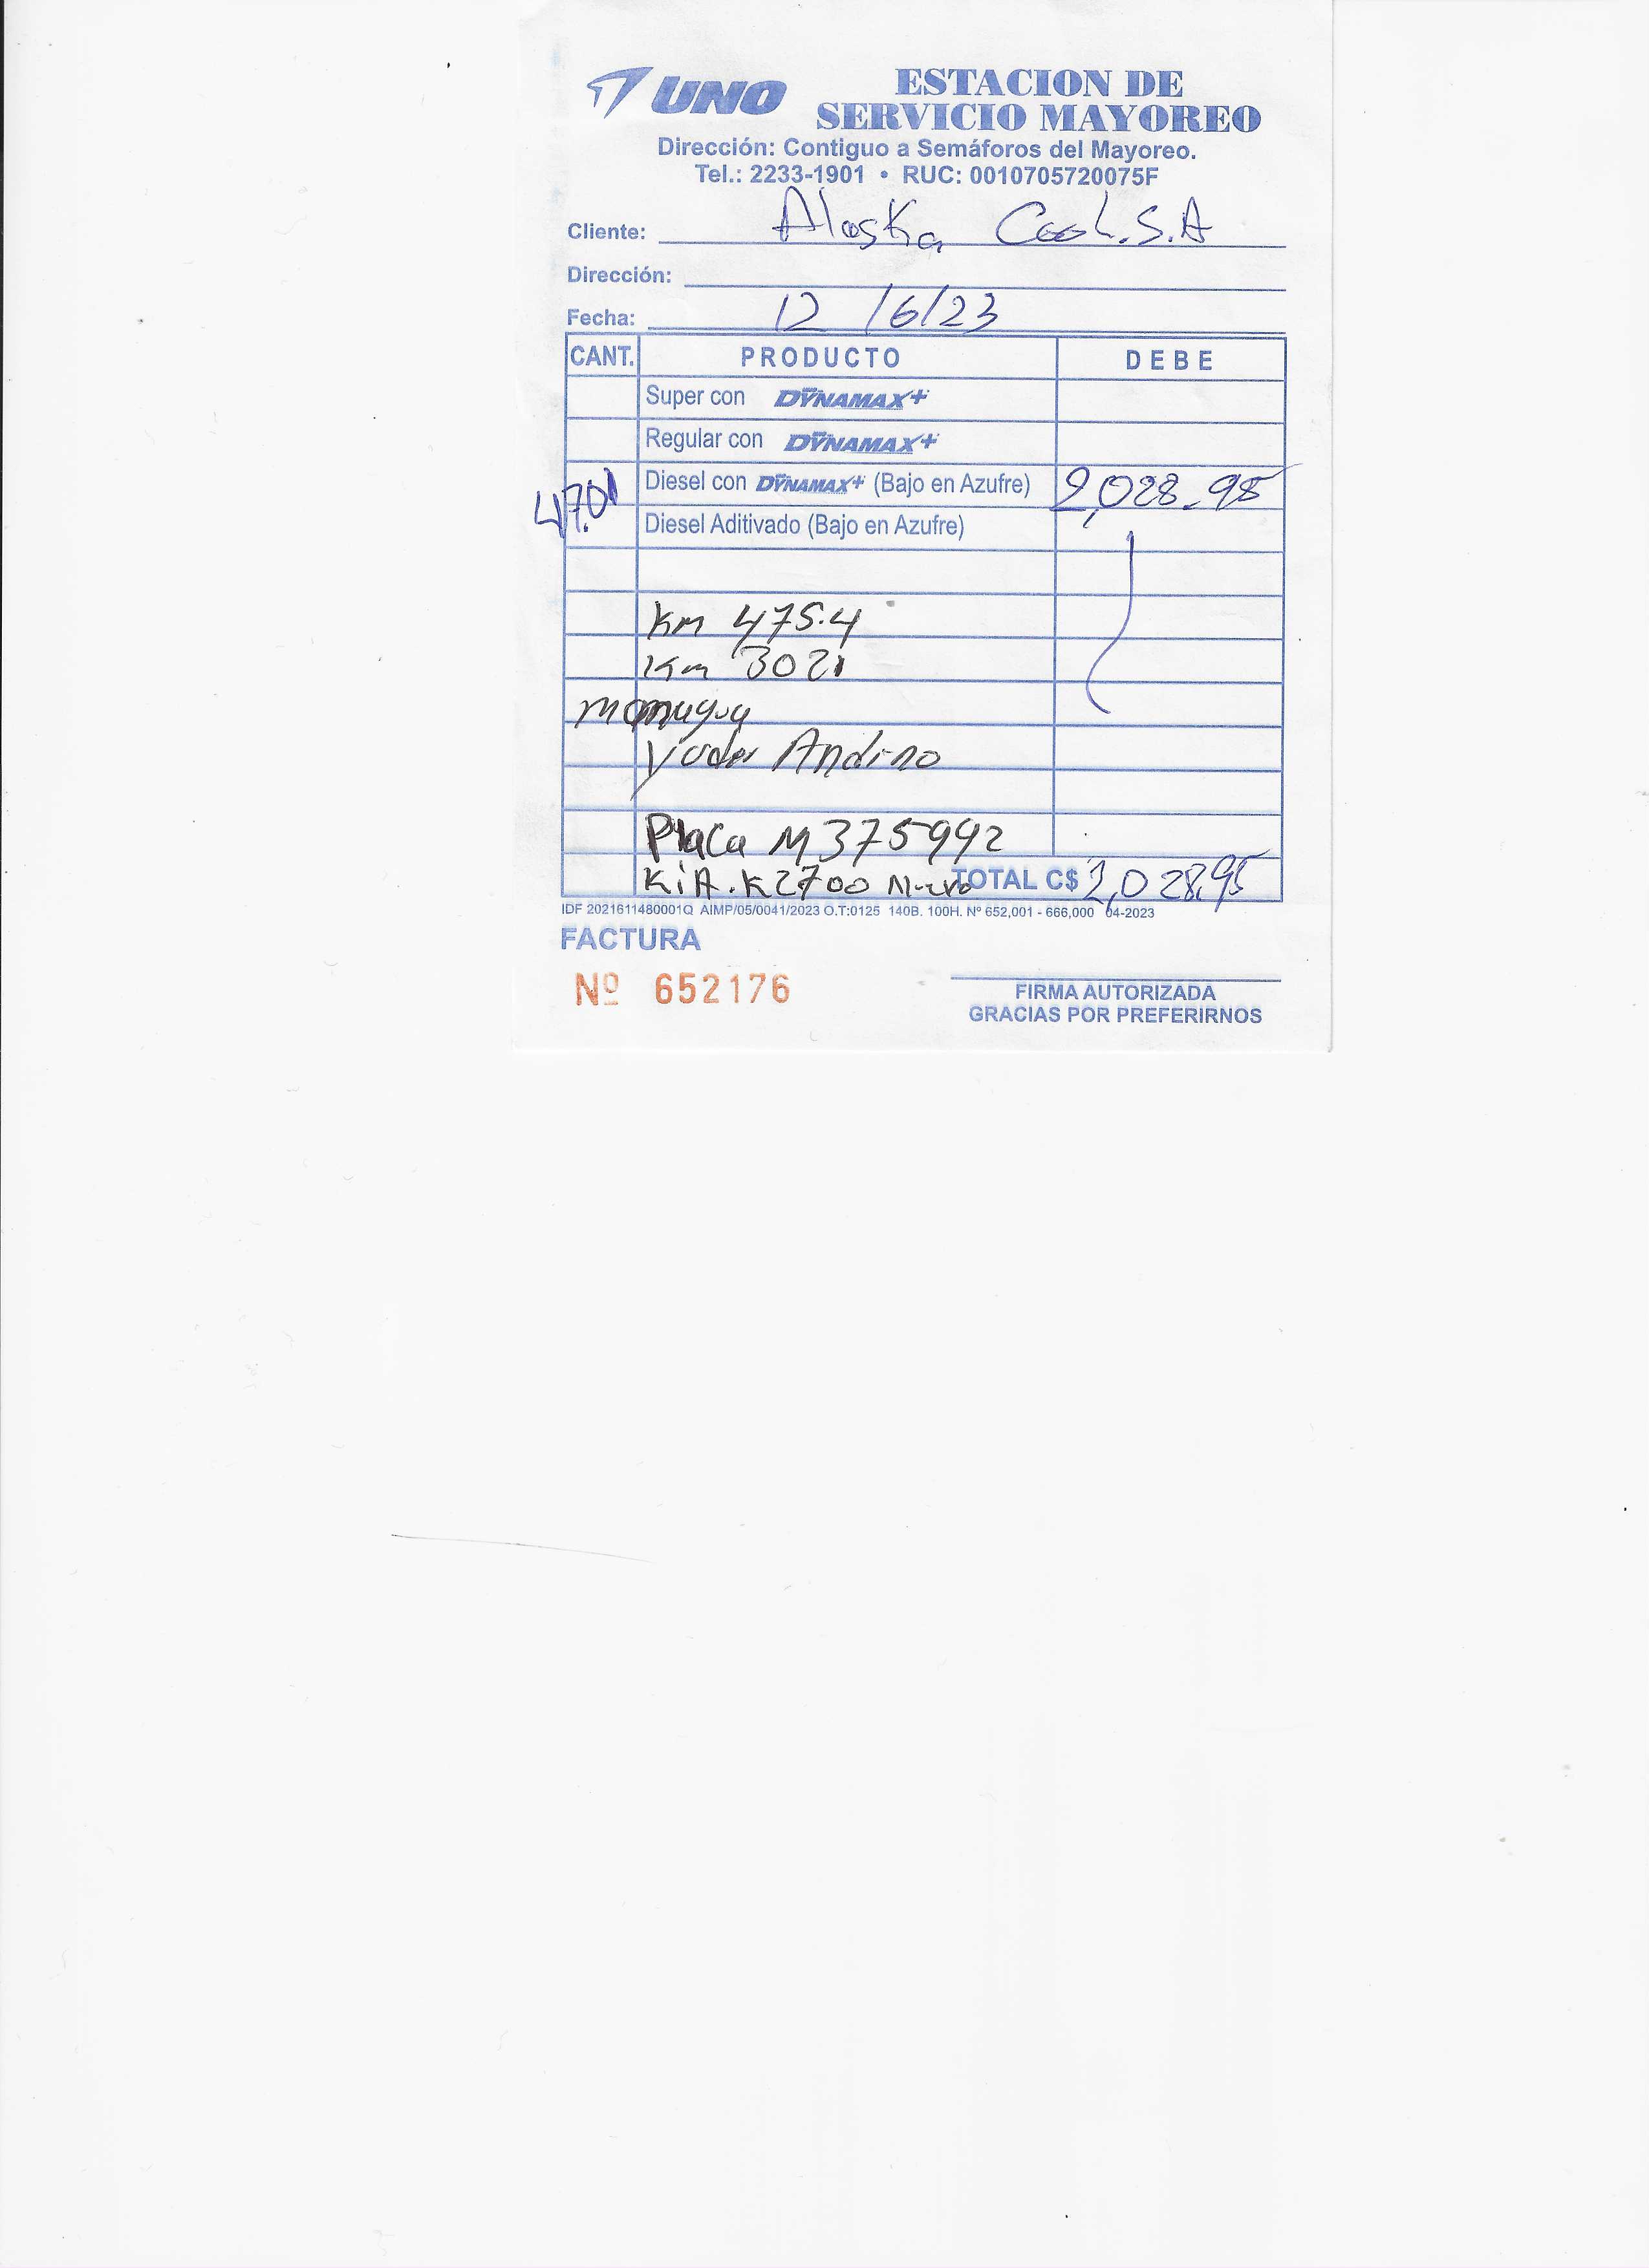 UNO ESTACION DE
SERVICIO MAYOREO
Dirección: Contiguo a Semáforos del Mayoreo.
Tel.: 2233-1901 • RUC: 0010705720075F
Cliente: Alaska Cool.S.A
Dirección:
Fecha: 12/6/23
CANT. PRODUCTO DEBE
Super con DYNAMAX+
Regular con DYNAMAX+
47.01 Diesel con DYNAMAX+ (Bajo en Azufre) 2,028.95
Diesel Aditivado (Bajo en Azufre)
Km 475.4
Km 3021
managua
Andino
Placa M375992
KiA.K2700 TOTAL C$ 2,028.95
IDF 2021611480001Q AIMP/05/0041/2023 O.T:0125 140B. 100H. Nº 652,001 - 666,000 04-2023
FACTURA
Nº 652176
FIRMA AUTORIZADA
GRACIAS POR PREFERIRNOS